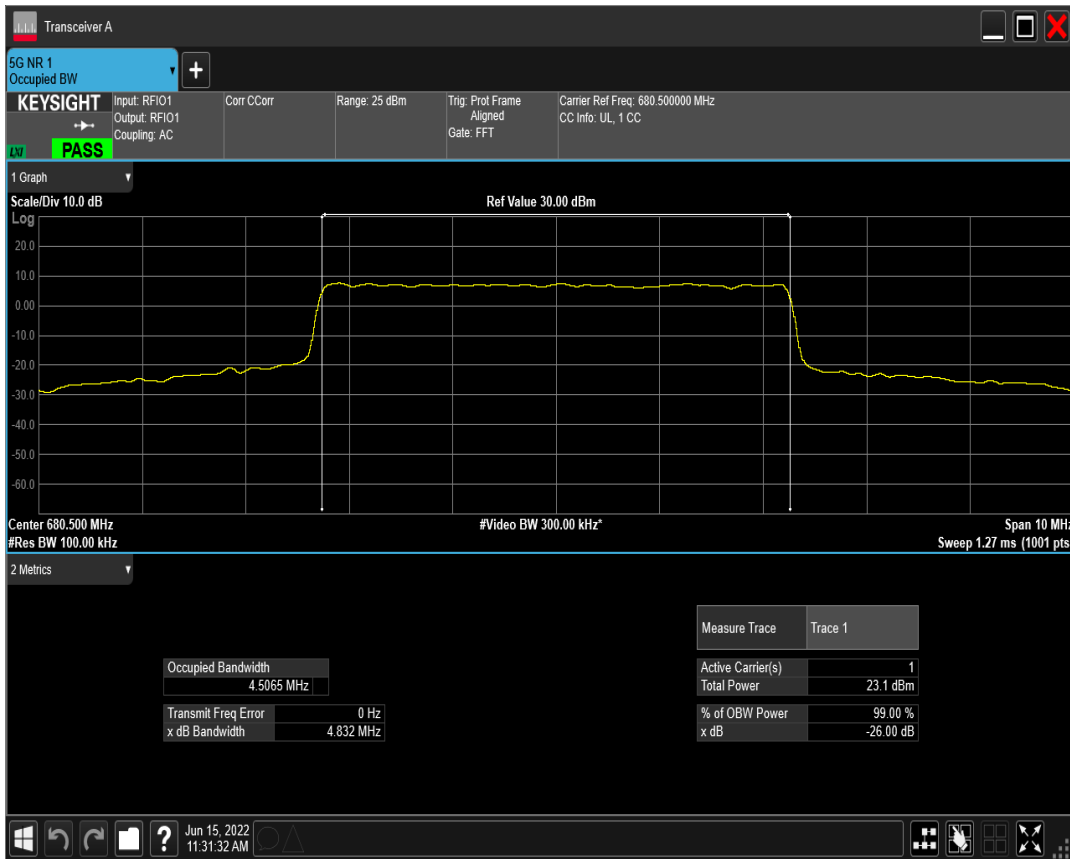 Transceiver A
5G NR 1
Occupied BW
+
KEYSIGHT
LXI
PASS
Input: RFIO1
Output: RFIO1
Coupling: AC
Corr CCorr
Range: 25 dBm
Trig: Prot Frame
Aligned
Gate: FFT
Carrier Ref Freq: 680.500000 MHz
CC Info: UL, 1 CC
1 Graph
Scale/Div 10.0 dB
Ref Value 30.00 dBm
Log
20.0
10.0
0.00
-10.0
-20.0
-30.0
-40.0
-50.0
-60.0
Center 680.500 MHz
#Video BW 300.00 kHz*
Span 10 MHz
#Res BW 100.00 kHz
Sweep 1.27 ms (1001 pts
2 Metrics
Measure Trace Trace 1
Occupied Bandwidth
4.5065 MHz
Active Carrier(s) 1
Total Power 23.1 dBm
Transmit Freq Error 0 Hz
x dB Bandwidth 4.832 MHz
% of OBW Power 99.00 %
x dB -26.00 dB
?
Jun 15, 2022
11:31:32 AM